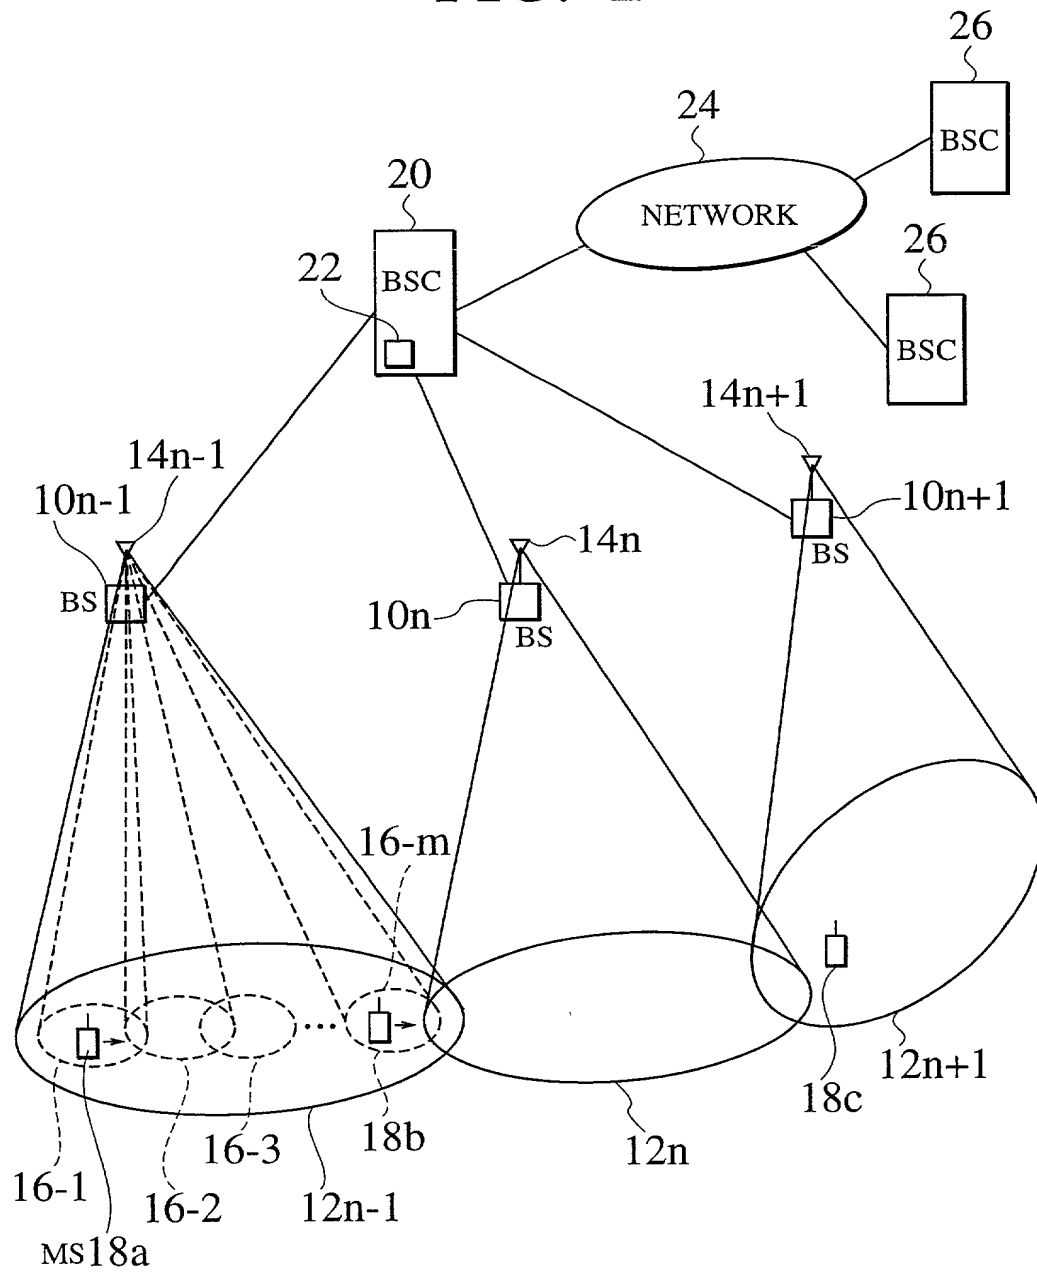 26
24
BSC
20
NETWORK
26
22
BSC
BSC
14n+1
14n-1
10n-1
10n+1
14n
BS
BS
10n
BS
16-m
12n+1
18c
18b
16-3
12n
16-1
16-2
12n-1
MS18a